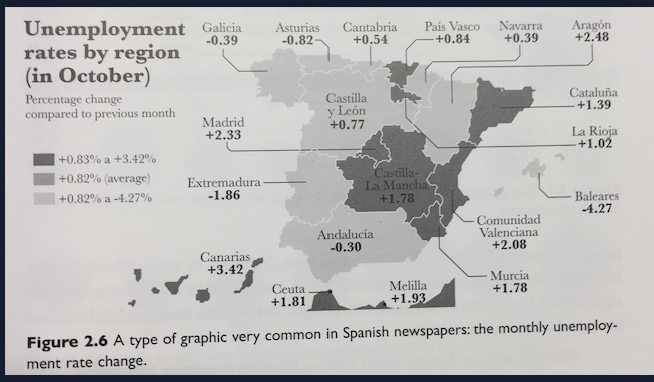 Unemployment
rates by region
(in October)
Percentage change
compared to previous month
+0.83% a +3.42%
+0.82% (average)
+0.82% a -4.27%
Galicia
-0.39
Asturias
-0.82
Cantabria
+0.54
País Vasco
+0.84
Navarra
+0.39
Aragón
+2.48
Cataluña
+1.39
La Rioja
+1.02
Castilla
y León
+0.77
Madrid
+2.33
Extremadura
-1.86
Castilla-
La Mancha
+1.78
Baleares
-4.27
Comunidad
Valenciana
+2.08
Andalucía
-0.30
Murcia
+1.78
Canarias
+3.42
Ceuta
+1.81
Melilla
+1.93
Figure 2.6 A type of graphic very common in Spanish newspapers: the monthly unemploy-
ment rate change.